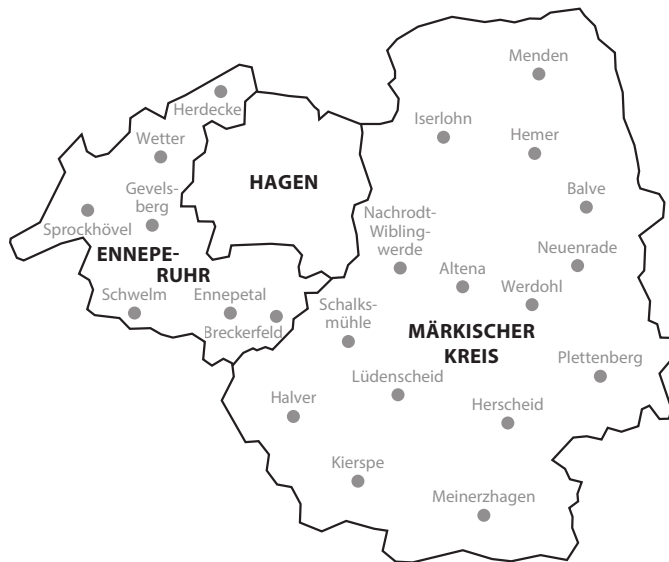 Menden
Herdecke
Iserlohn
Wetter
Hemer
HAGEN
Gevels-
berg
Balve
Sprockhövel
Nachrodt-
Wibling-
werde
ENNEPE-
RUHR
Neuenrade
Altena
Schwelm
Ennepetal
Werdohl
Breckerfeld
Schalks-
mühle
MÄRKISCHER
KREIS
Plettenberg
Lüdenscheid
Halver
Herscheid
Kierspe
Meinerzhagen